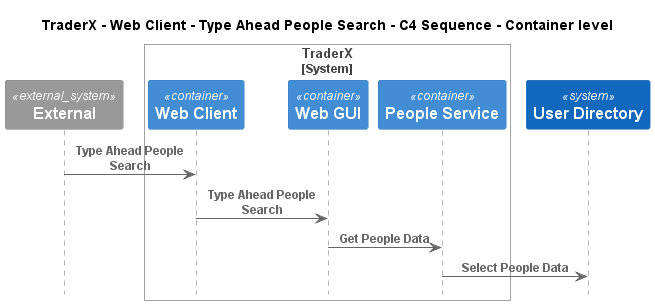 TraderX - Web Client - Type Ahead People Search - C4 Sequence - Container level
TraderX
[System]
«external_system»
External
«container»
Web Client
«container»
Web GUI
«container»
People Service
«system»
User Directory
Type Ahead People
Search
Type Ahead People
Search
Get People Data
Select People Data